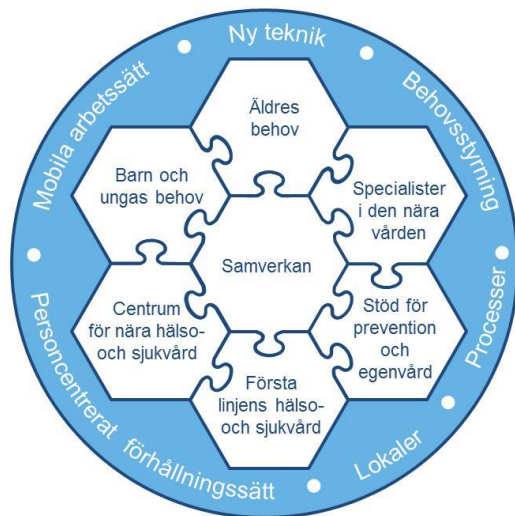 Ny teknik
Behovsstyrning
Processer
Lokaler
Personcentrerat förhållningssätt
Mobila arbetssätt
Äldres
behov
Barn och
ungas behov
Specialister
i den nära
vården
Samverkan
Centrum
för nära hälso-
och sjukvård
Stöd för
prevention
och
egenvård
Första
linjens hälso-
och sjukvård